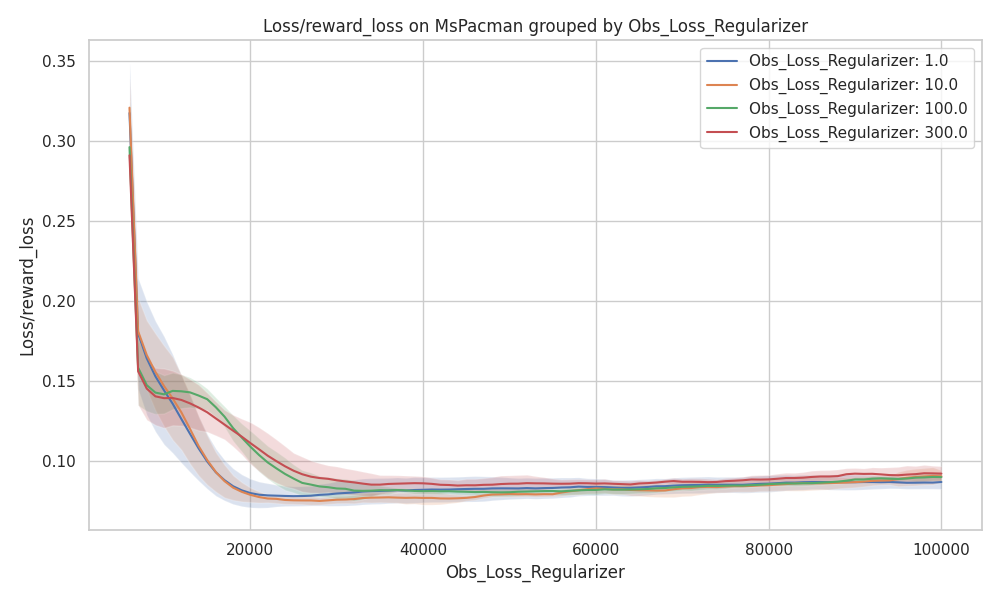 Loss/reward_loss on MsPacman grouped by Obs_Loss_Regularizer
Obs_Loss_Regularizer: 1.0
Obs_Loss_Regularizer: 10.0
Obs_Loss_Regularizer: 100.0
Obs_Loss_Regularizer: 300.0
Loss/reward_loss
0.35
0.30
0.25
0.20
0.15
0.10
20000
40000
60000
80000
100000
Obs_Loss_Regularizer